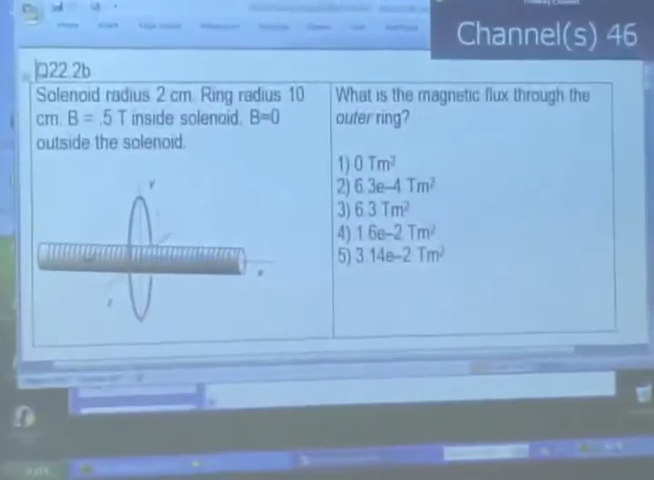 Channel(s) 46
Q22.2b
Solenoid radius 2 cm. Ring radius 10
cm. B = .5 T inside solenoid, B=0
outside the solenoid.
What is the magnetic flux through the
outer ring?
1) 0 Tm²
2) 6.3e–4 Tm²
3) 6.3 Tm²
4) 1.6e–2 Tm²
5) 3.14e–2 Tm²
Y
x
z